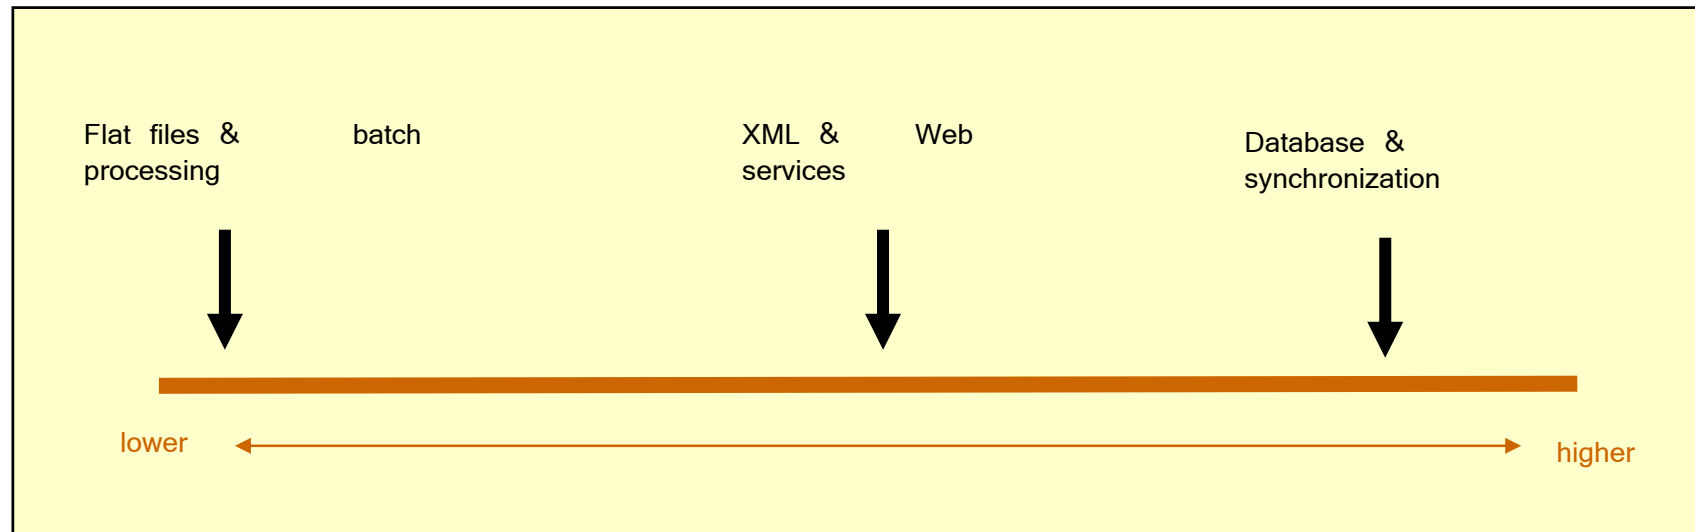 Flat files & batch
processing
XML & Web
services
Database &
synchronization
lower
higher